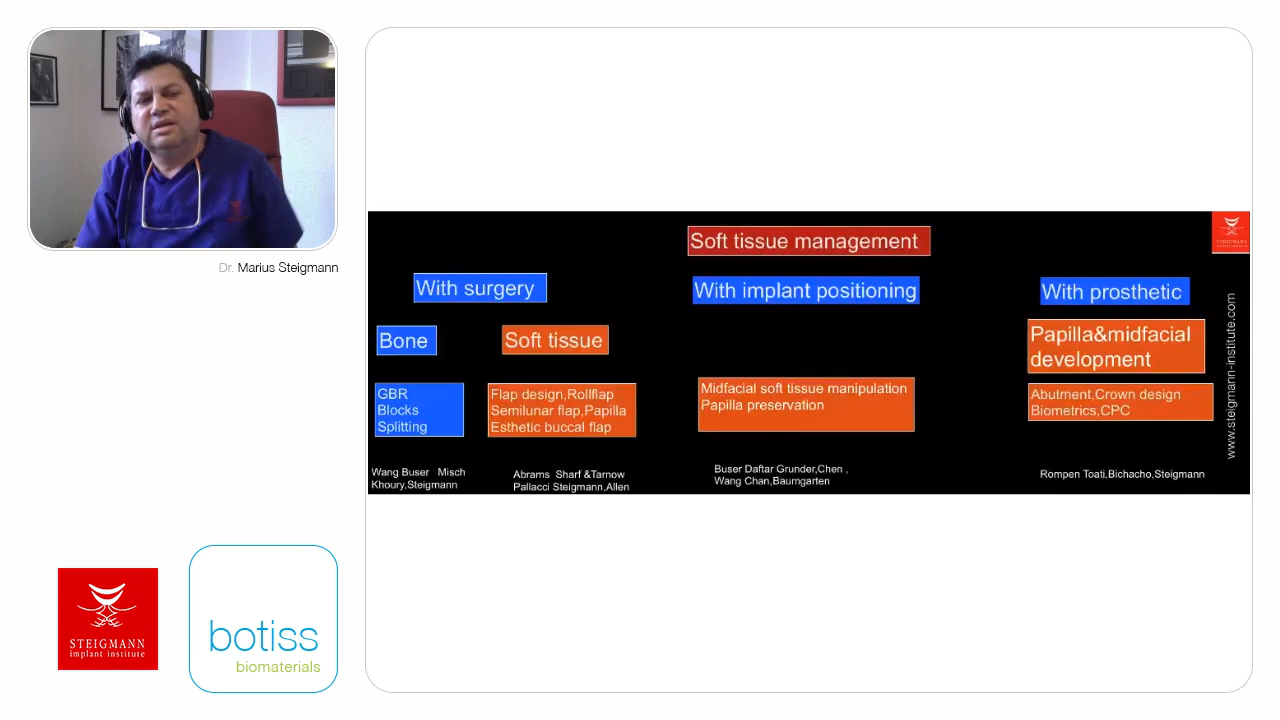 Dr. Marius Steigmann
Soft tissue management
With surgery
With implant positioning
With prosthetic
Bone
Soft tissue
Papilla&midfacial
development
GBR
Blocks
Splitting
Flap design,Rollflap
Semilunar flap,Papilla
Esthetic buccal flap
Midfacial soft tissue manipulation
Papilla preservation
Abutment,Crown design
Biometrics,CPC
Wang Buser Misch
Khoury,Steigmann
Abrams Sharf &Tarnow
Pallacci Steigmann,Allen
Buser Daftar Grunder,Chen ,
Wang Chan,Baumgarten
Rompen Toati,Bichacho,Steigmann
www.steigmann-institute.com
STEIGMANN
implant institute
botiss
biomaterials